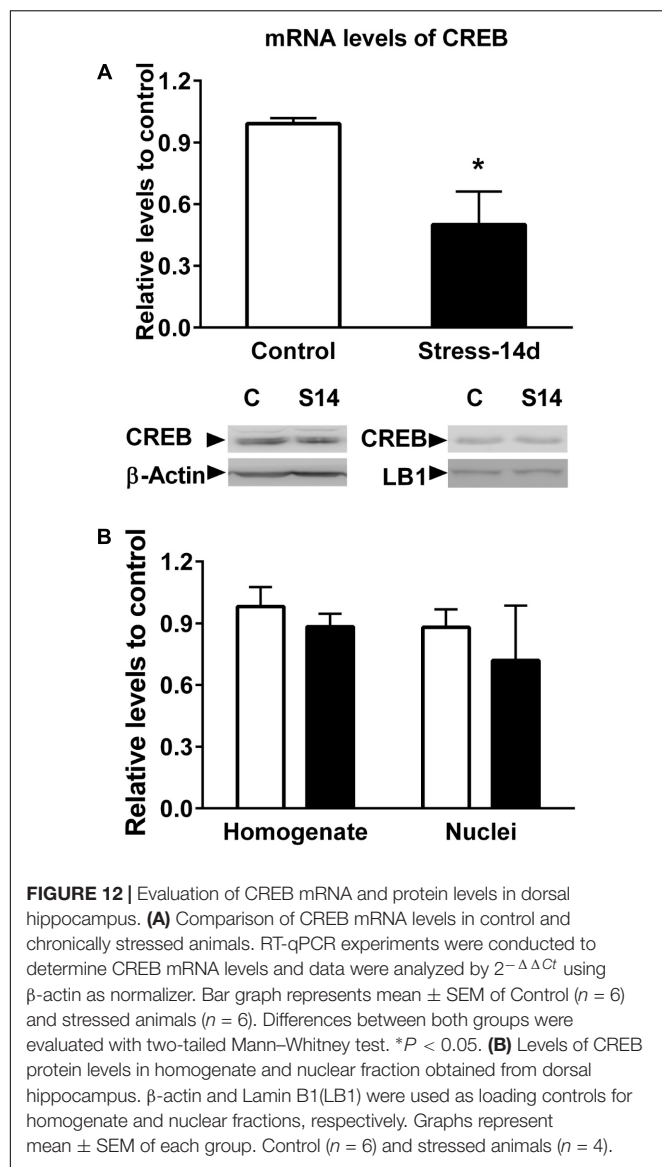 mRNA levels of CREB
A
Relative levels to control
1.2
0.9
0.6
0.3
0.0
*
Control Stress-14d
C S14 C S14
CREB CREB
β-Actin LB1
B
Relative levels to control
1.2
0.9
0.6
0.3
0.0
Homogenate Nuclei
FIGURE 12 | Evaluation of CREB mRNA and protein levels in dorsal
hippocampus. (A) Comparison of CREB mRNA levels in control and
chronically stressed animals. RT-qPCR experiments were conducted to
determine CREB mRNA levels and data were analyzed by 2−ΔΔCt using
β-actin as normalizer. Bar graph represents mean ± SEM of Control (n = 6)
and stressed animals (n = 6). Differences between both groups were
evaluated with two-tailed Mann–Whitney test. *P < 0.05. (B) Levels of CREB
protein levels in homogenate and nuclear fraction obtained from dorsal
hippocampus. β-actin and Lamin B1(LB1) were used as loading controls for
homogenate and nuclear fractions, respectively. Graphs represent
mean ± SEM of each group. Control (n = 6) and stressed animals (n = 4).